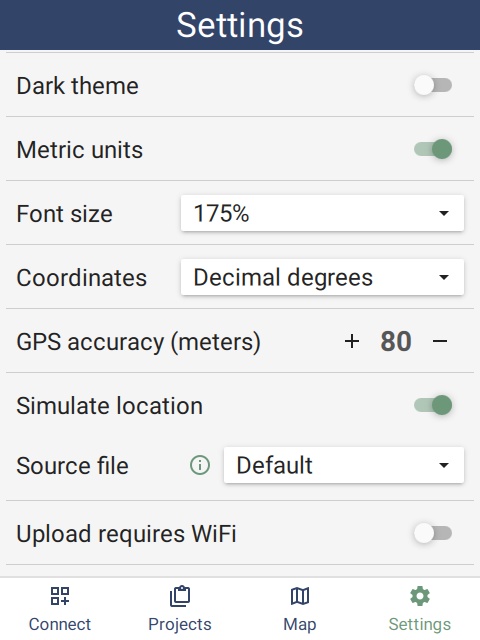 Settings
Dark theme
Metric units
Font size 175%
Coordinates Decimal degrees
GPS accuracy (meters) + 80 −
Simulate location
Source file Default
Upload requires WiFi
Connect Projects Map Settings